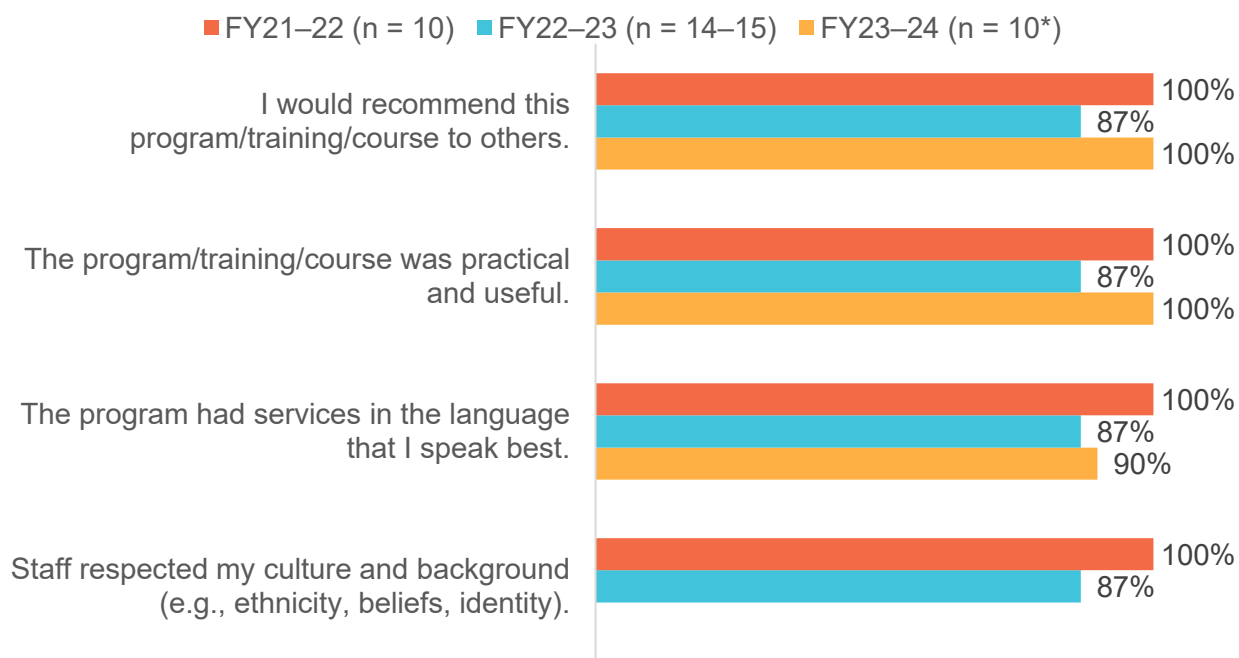 FY21–22 (n = 10) FY22–23 (n = 14–15) FY23–24 (n = 10*)
I would recommend this
program/training/course to others.
100%
87%
100%
The program/training/course was practical
and useful.
100%
87%
100%
The program had services in the language
that I speak best.
100%
87%
90%
Staff respected my culture and background
(e.g., ethnicity, beliefs, identity).
100%
87%